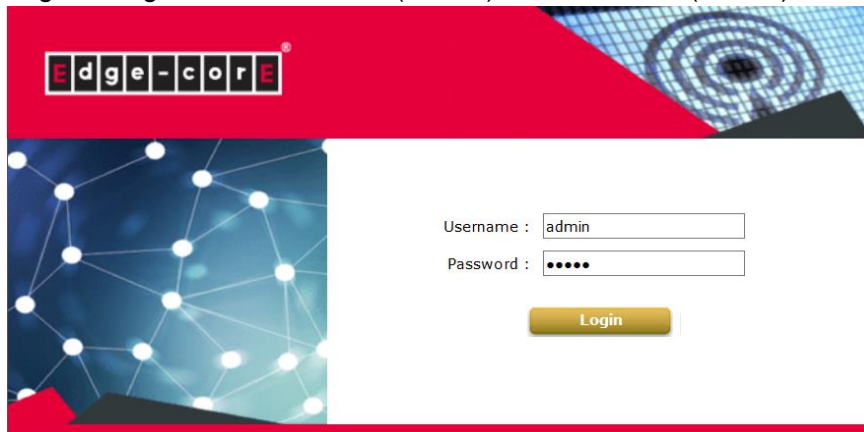 Edge-corE®
Username : admin
Password : •••••
Login